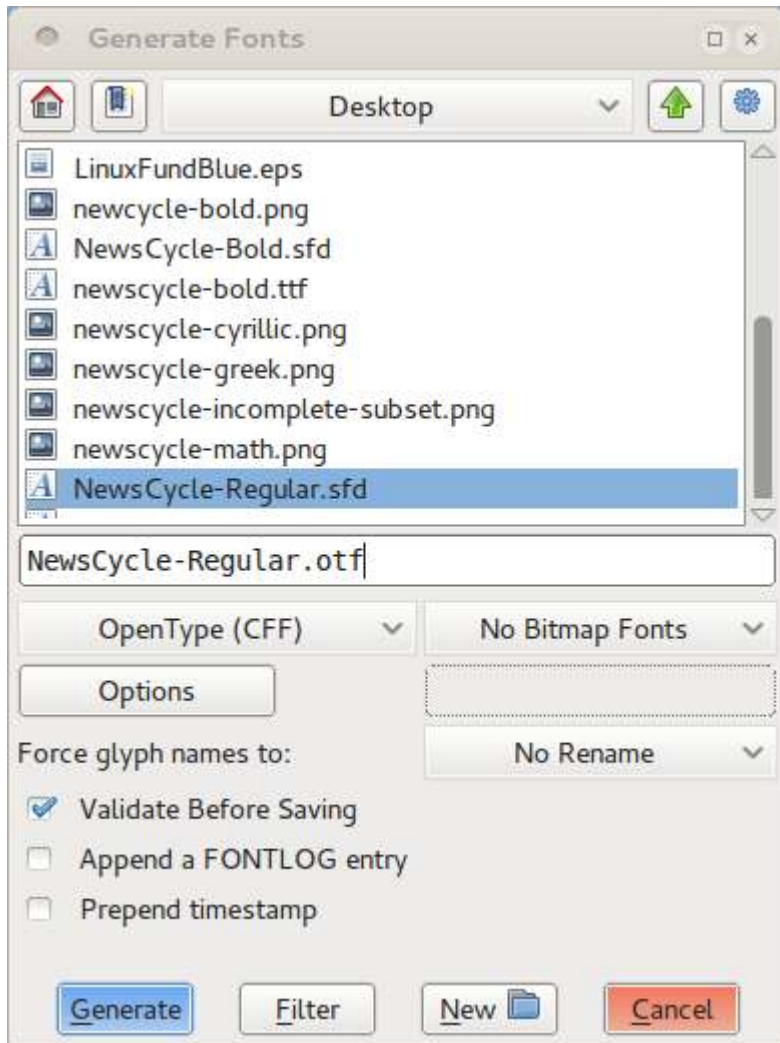 Generate Fonts
Desktop
LinuxFundBlue.eps
newcycle-bold.png
NewsCycle-Bold.sfd
newscycle-bold.ttf
newscycle-cyrillic.png
newscycle-greek.png
newscycle-incomplete-subset.png
newscycle-math.png
NewsCycle-Regular.sfd
NewsCycle-Regular.otf
OpenType (CFF) No Bitmap Fonts
Options
Force glyph names to: No Rename
Validate Before Saving
Append a FONTLOG entry
Prepend timestamp
Generate Filter New Cancel